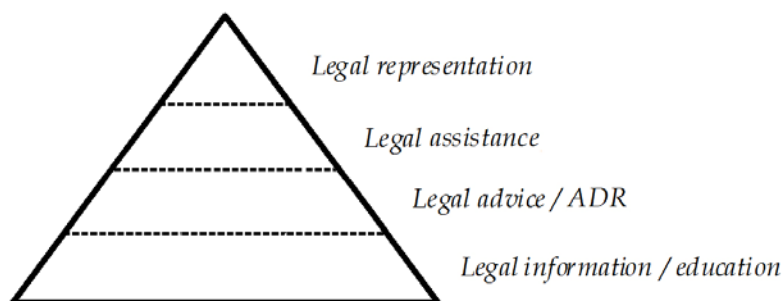 Legal representation
Legal assistance
Legal advice / ADR
Legal information / education